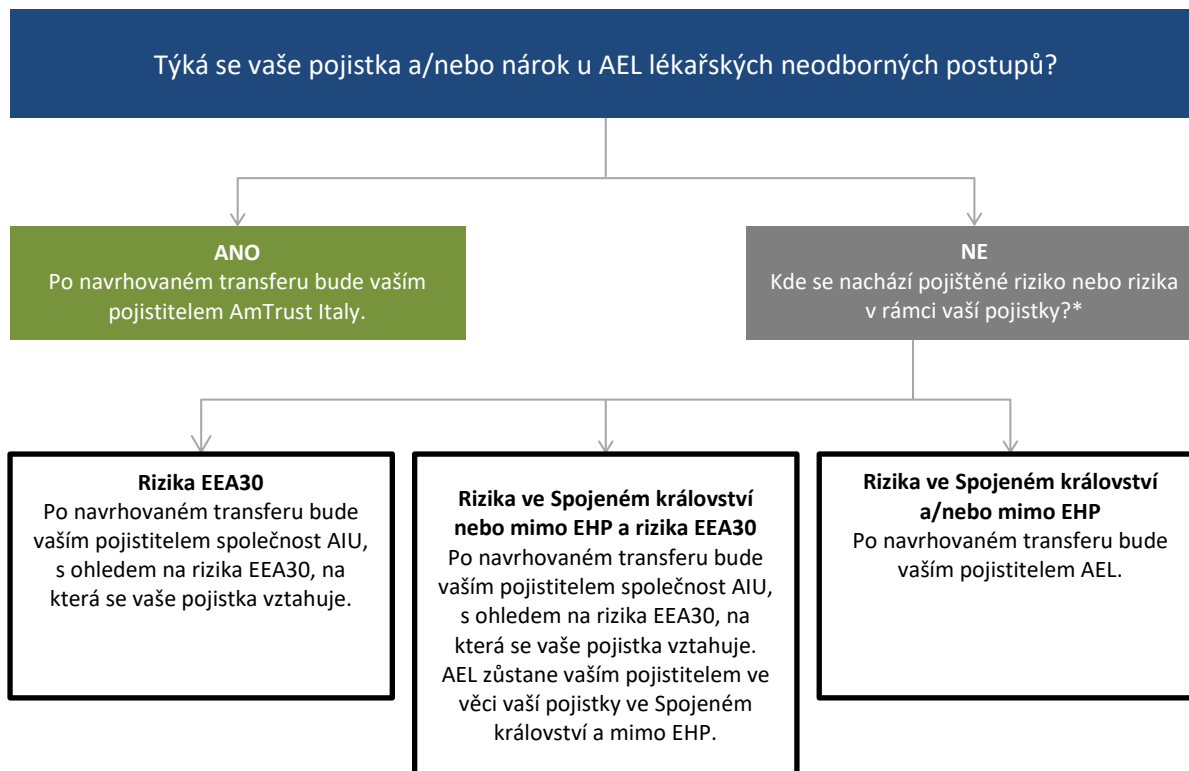 Týká se vaše pojistka a/nebo nárok u AEL lékařských neodborných postupů?
ANO
Po navrhovaném transferu bude vaším
pojistitelem AmTrust Italy.
NE
Kde se nachází pojištěné riziko nebo rizika
v rámci vaší pojistky?*
Rizika EEA30
Po navrhovaném transferu bude
vaším pojistitelem společnost AIU,
s ohledem na rizika EEA30, na
která se vaše pojistka vztahuje.
Rizika ve Spojeném království
nebo mimo EHP a rizika EEA30
Po navrhovaném transferu bude
vaším pojistitelem společnost AIU,
s ohledem na rizika EEA30, na
která se vaše pojistka vztahuje.
AEL zůstane vaším pojistitelem ve
věci vaší pojistky ve Spojeném
království a mimo EHP.
Rizika ve Spojeném království
a/nebo mimo EHP
Po navrhovaném transferu bude
vaším pojistitelem AEL.